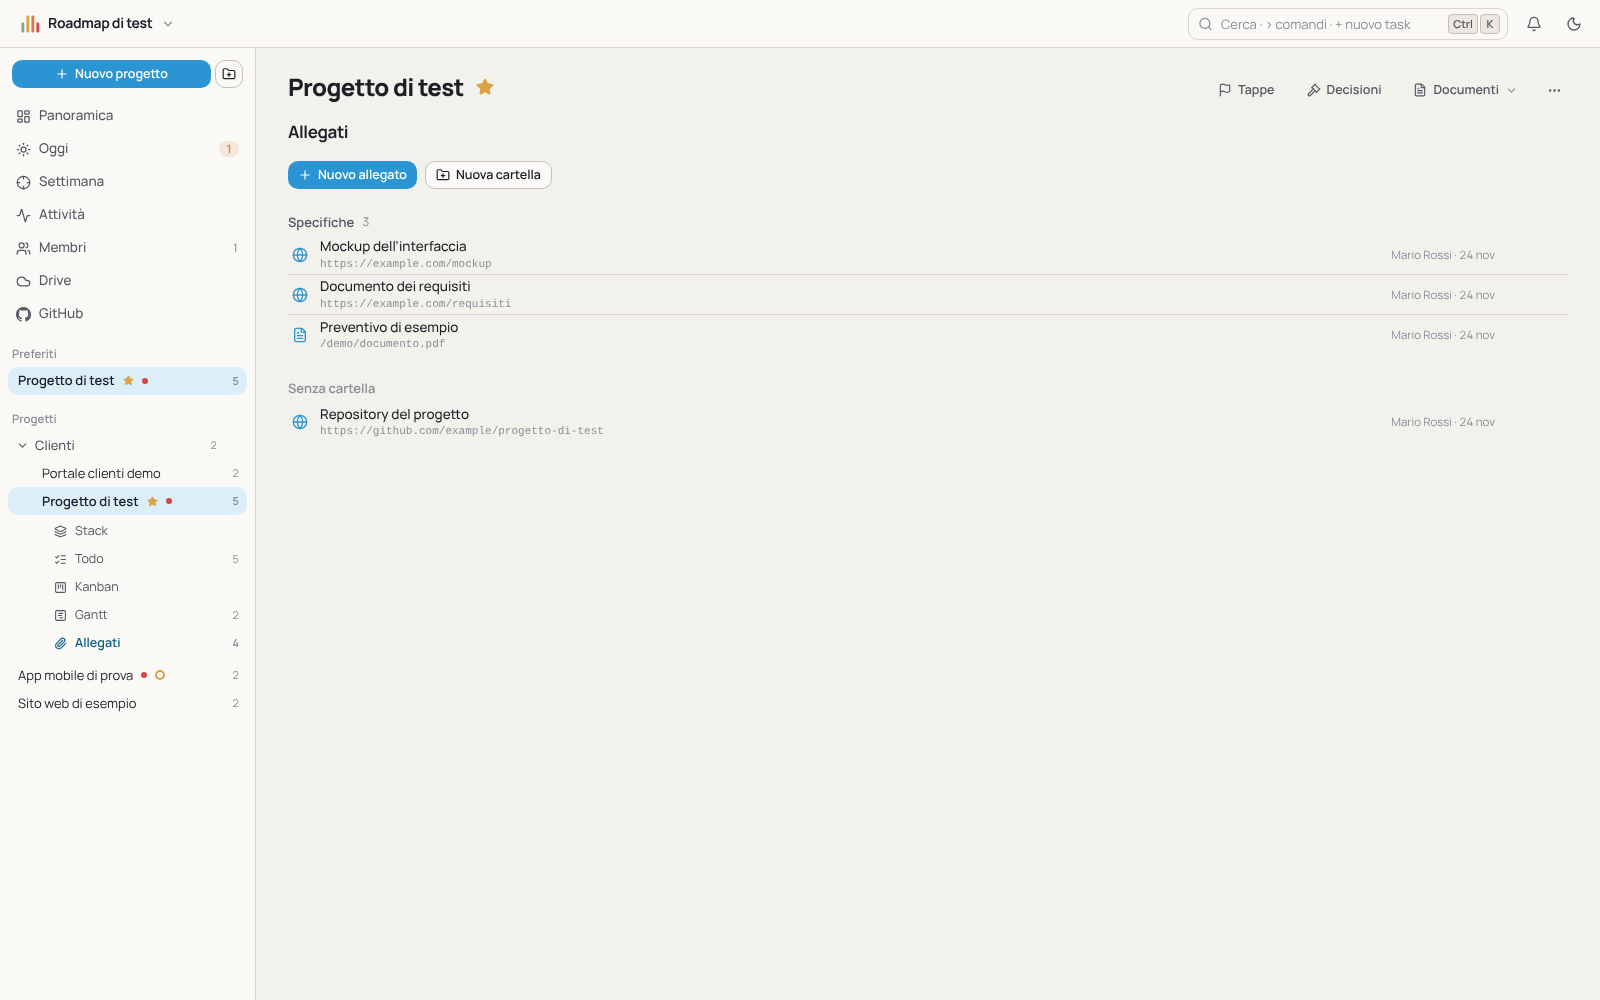 Roadmap di test
Cerca · > comandi · + nuovo task
Ctrl K
Nuovo progetto
Panoramica
Oggi 1
Settimana
Attività
Membri 1
Drive
GitHub
Preferiti
Progetto di test 5
Progetti
Clienti 2
Portale clienti demo 2
Progetto di test 5
Stack
Todo 5
Kanban
Gantt 2
Allegati 4
App mobile di prova 2
Sito web di esempio 2
Progetto di test
Tappe
Decisioni
Documenti
Allegati
Nuovo allegato
Nuova cartella
Specifiche 3
Mockup dell'interfaccia
https://example.com/mockup
Mario Rossi · 24 nov
Documento dei requisiti
https://example.com/requisiti
Mario Rossi · 24 nov
Preventivo di esempio
/demo/documento.pdf
Mario Rossi · 24 nov
Senza cartella
Repository del progetto
https://github.com/example/progetto-di-test
Mario Rossi · 24 nov